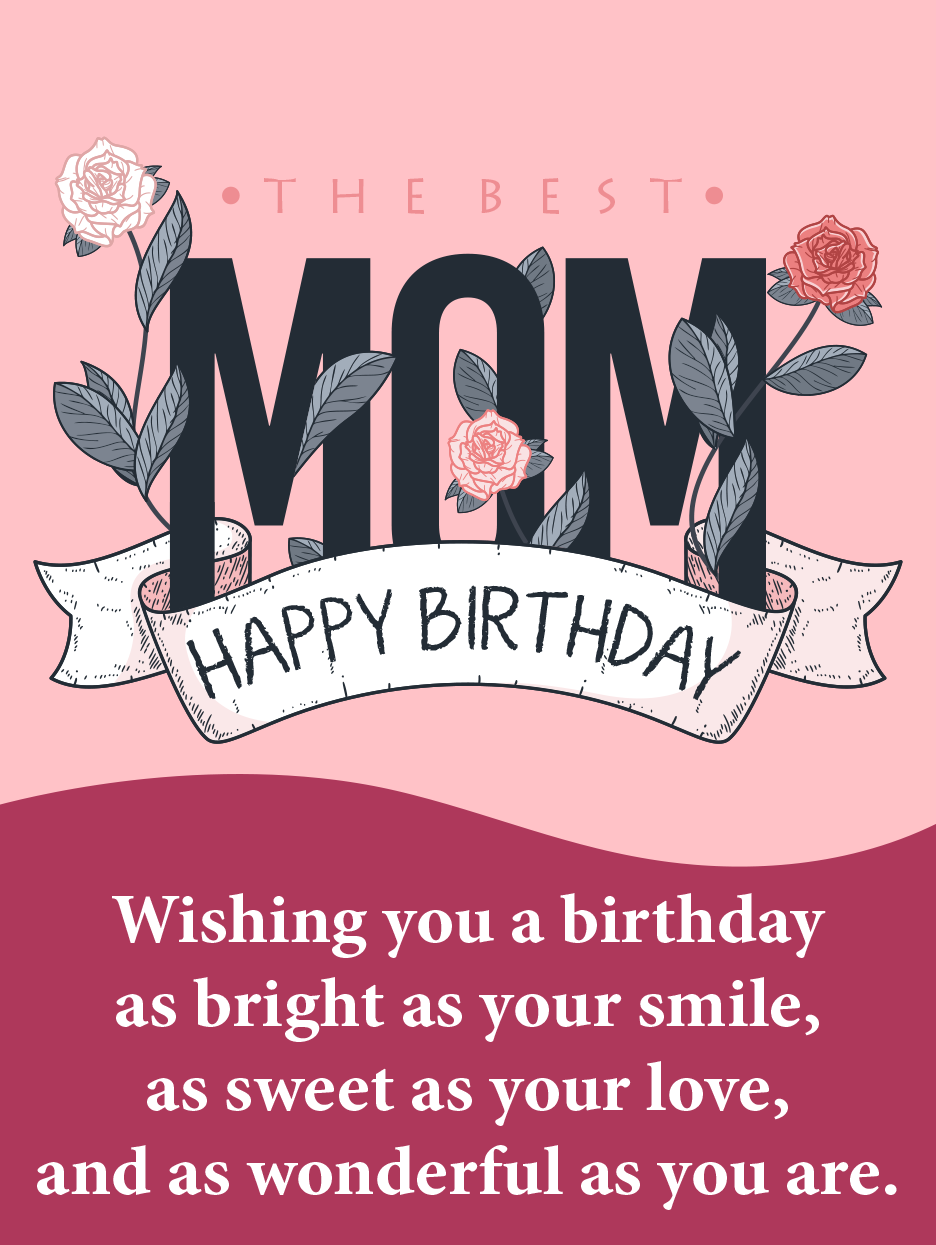 • THE BEST •
MOM
HAPPY BIRTHDAY
Wishing you a birthday
as bright as your smile,
as sweet as your love,
and as wonderful as you are.